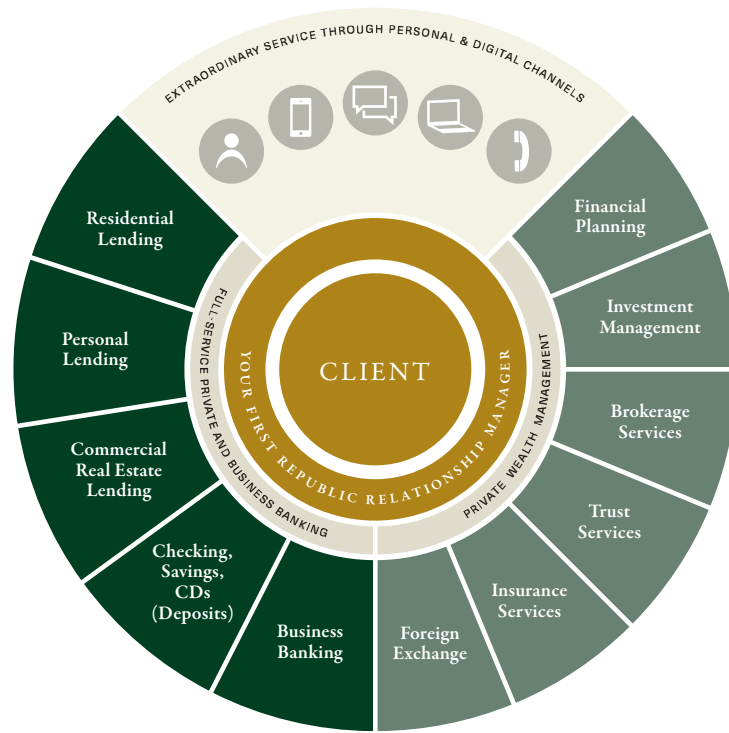 EXTRAORDINARY SERVICE THROUGH PERSONAL & DIGITAL CHANNELS
Residential
Lending
Personal
Lending
Commercial
Real Estate
Lending
Checking,
Savings,
CDs
(Deposits)
Business
Banking
FULL-SERVICE PRIVATE AND BUSINESS BANKING
CLIENT
YOUR FIRST REPUBLIC RELATIONSHIP MANAGER
PRIVATE WEALTH MANAGEMENT
Financial
Planning
Investment
Management
Brokerage
Services
Trust
Services
Insurance
Services
Foreign
Exchange